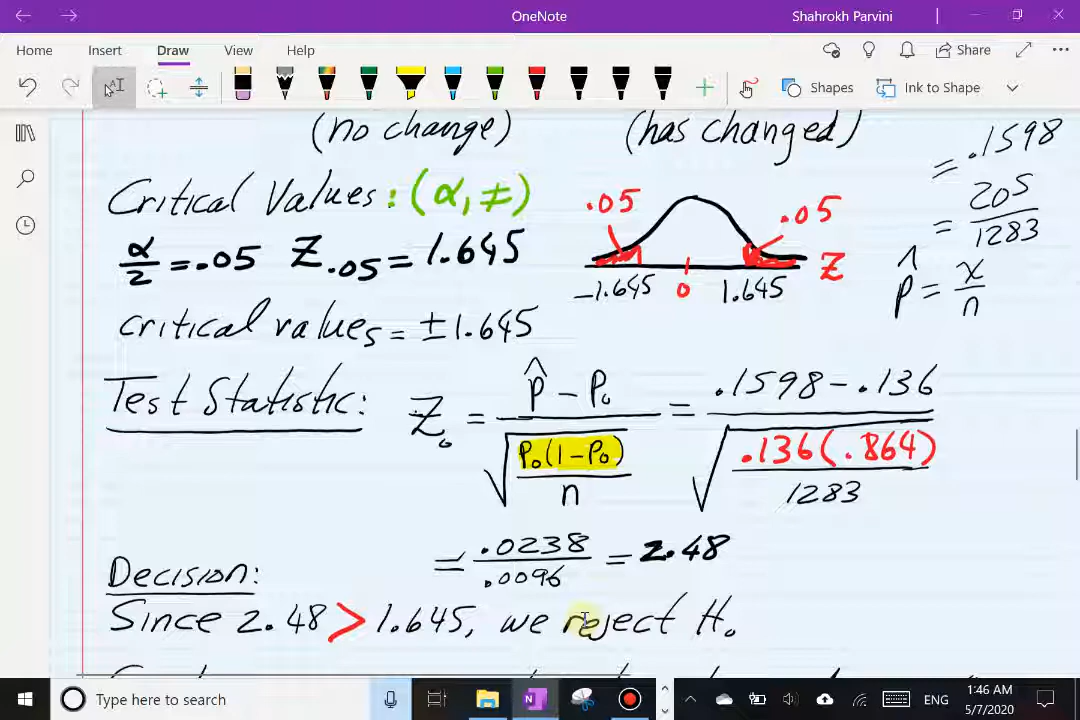 OneNote
Shahrokh Parvini
Home Insert Draw View Help
Share
Shapes
Ink to Shape
(no change) (has changed)
= .1598
= 205/1283
p̂ = x/n
Critical Values: (α, ≠)
α/2 = .05 Z.05 = 1.645
.05 .05
-1.645 0 1.645 Z
critical values = ±1.645
Test Statistic: Z₀ = (p̂ - P₀)/√(P₀(1-P₀)/n) = (.1598 - .136)/√(.136(.864)/1283)
= .0238/.0096 = 2.48
Decision:
Since 2.48 > 1.645, we reject H₀
Type here to search
ENG
1:46 AM
5/7/2020